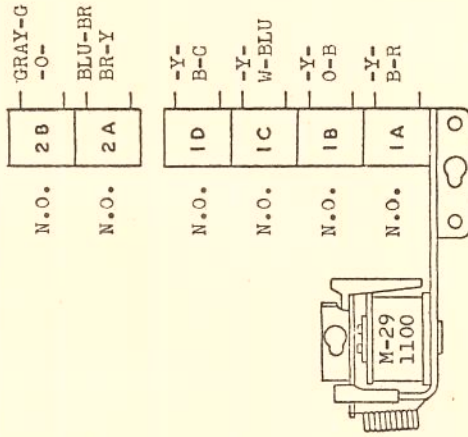 GRAY-G
N.O. 2B -O-
BLU-BR
N.O. 2A BR-Y
-Y-
N.O. 1D B-C
-Y-
N.O. 1C W-BLU
-Y-
N.O. 1B O-B
-Y-
N.O. 1A B-R
M-29
1100